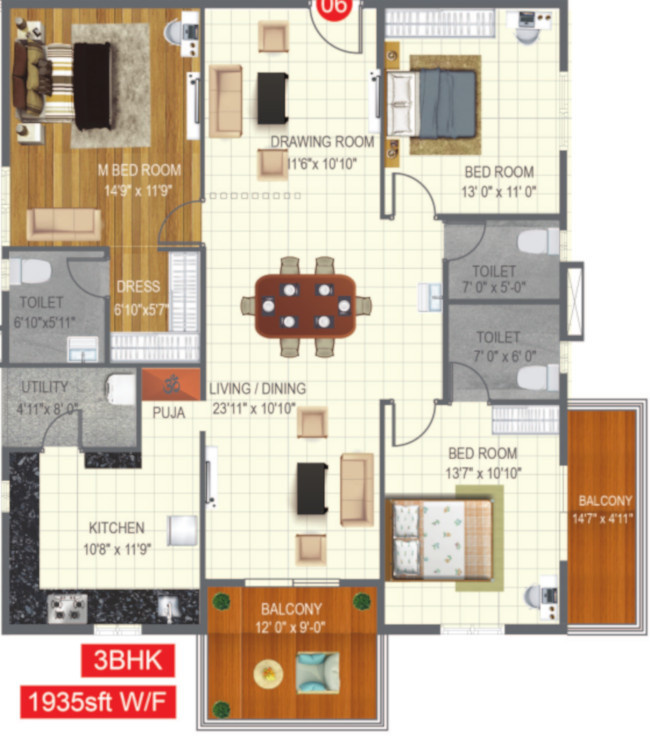 06
DRAWING ROOM
11'6"x 10'10"
M BED ROOM
14'9" x 11'9"
BED ROOM
13' 0" x 11' 0"
TOILET
7' 0" x 5'-0"
DRESS
6'10"x5'7"
TOILET
6'10"x5'11"
TOILET
7' 0" x 6' 0"
UTILITY
4'11"x 8' 0"
ॐ
PUJA
LIVING / DINING
23'11" x 10'10"
BED ROOM
13'7" x 10'10"
BALCONY
14'7" x 4'11"
KITCHEN
10'8" x 11'9"
BALCONY
12' 0" x 9'-0"
3BHK
1935sft W/F